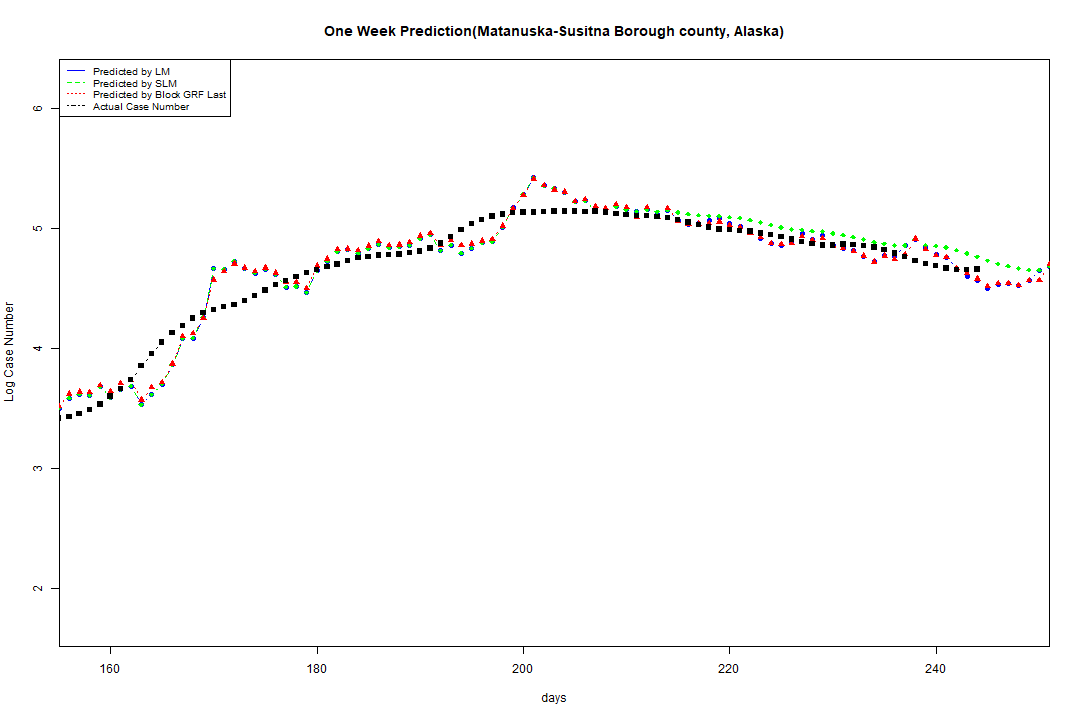 One Week Prediction(Matanuska-Susitna Borough county, Alaska)
Predicted by LM
Predicted by SLM
Predicted by Block GRF Last
Actual Case Number
6
5
4
3
2
Log Case Number
160 180 200 220 240
days